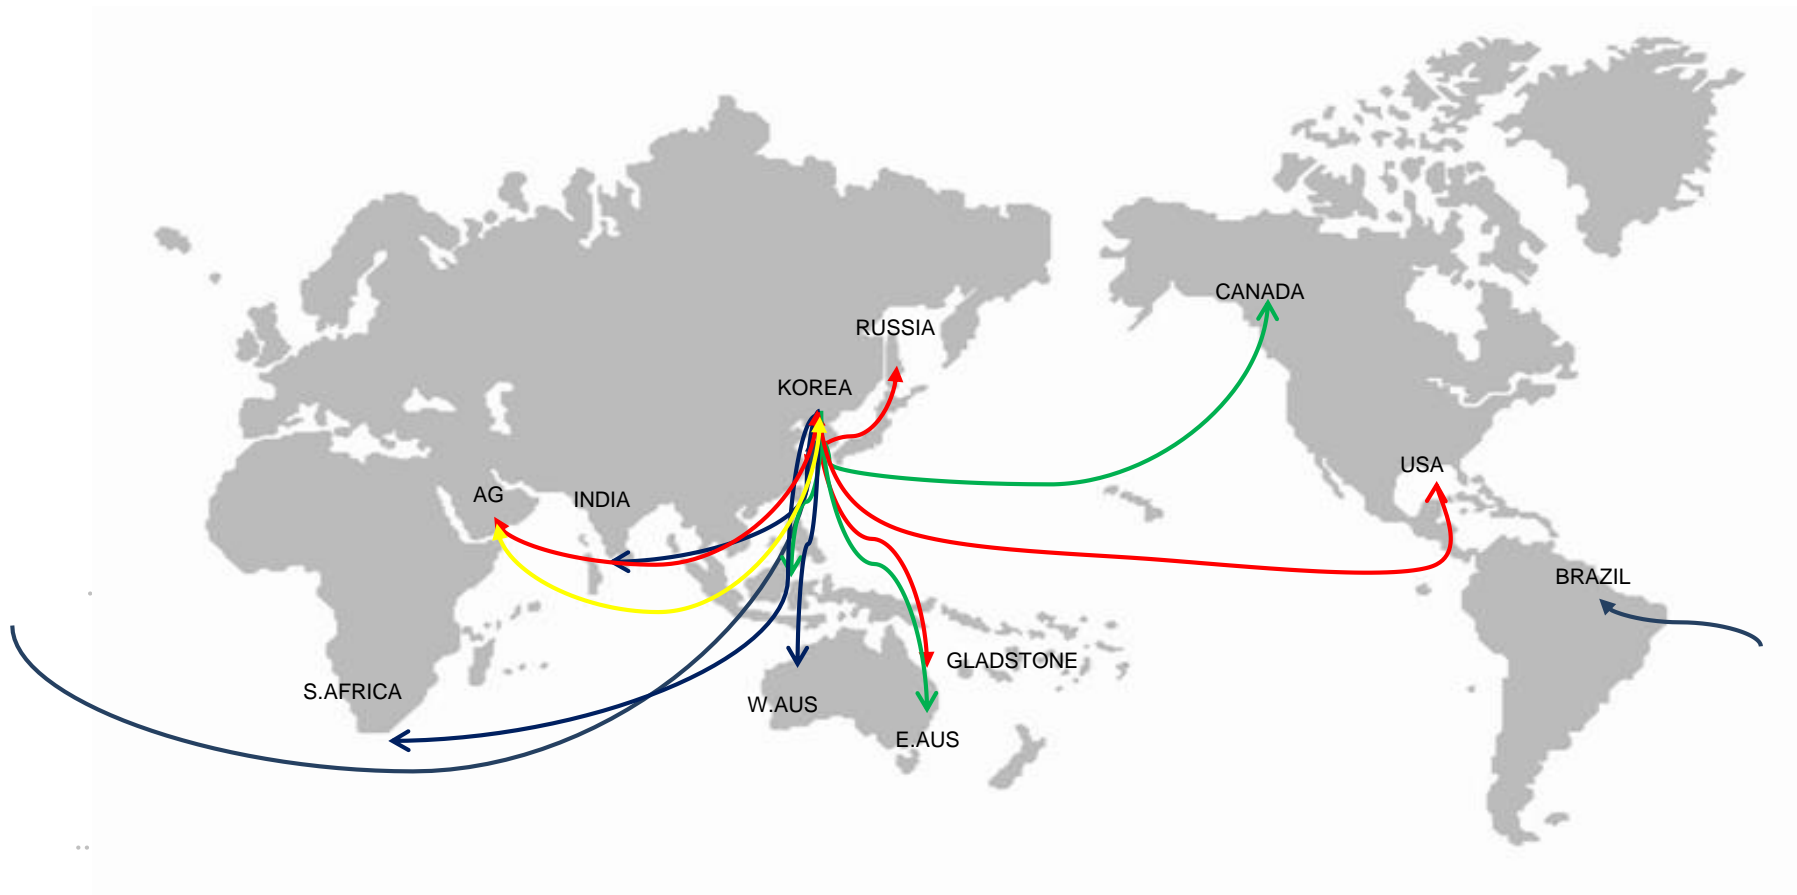 CANADA
RUSSIA
KOREA
USA
AG
INDIA
BRAZIL
GLADSTONE
S.AFRICA
W.AUS
E.AUS